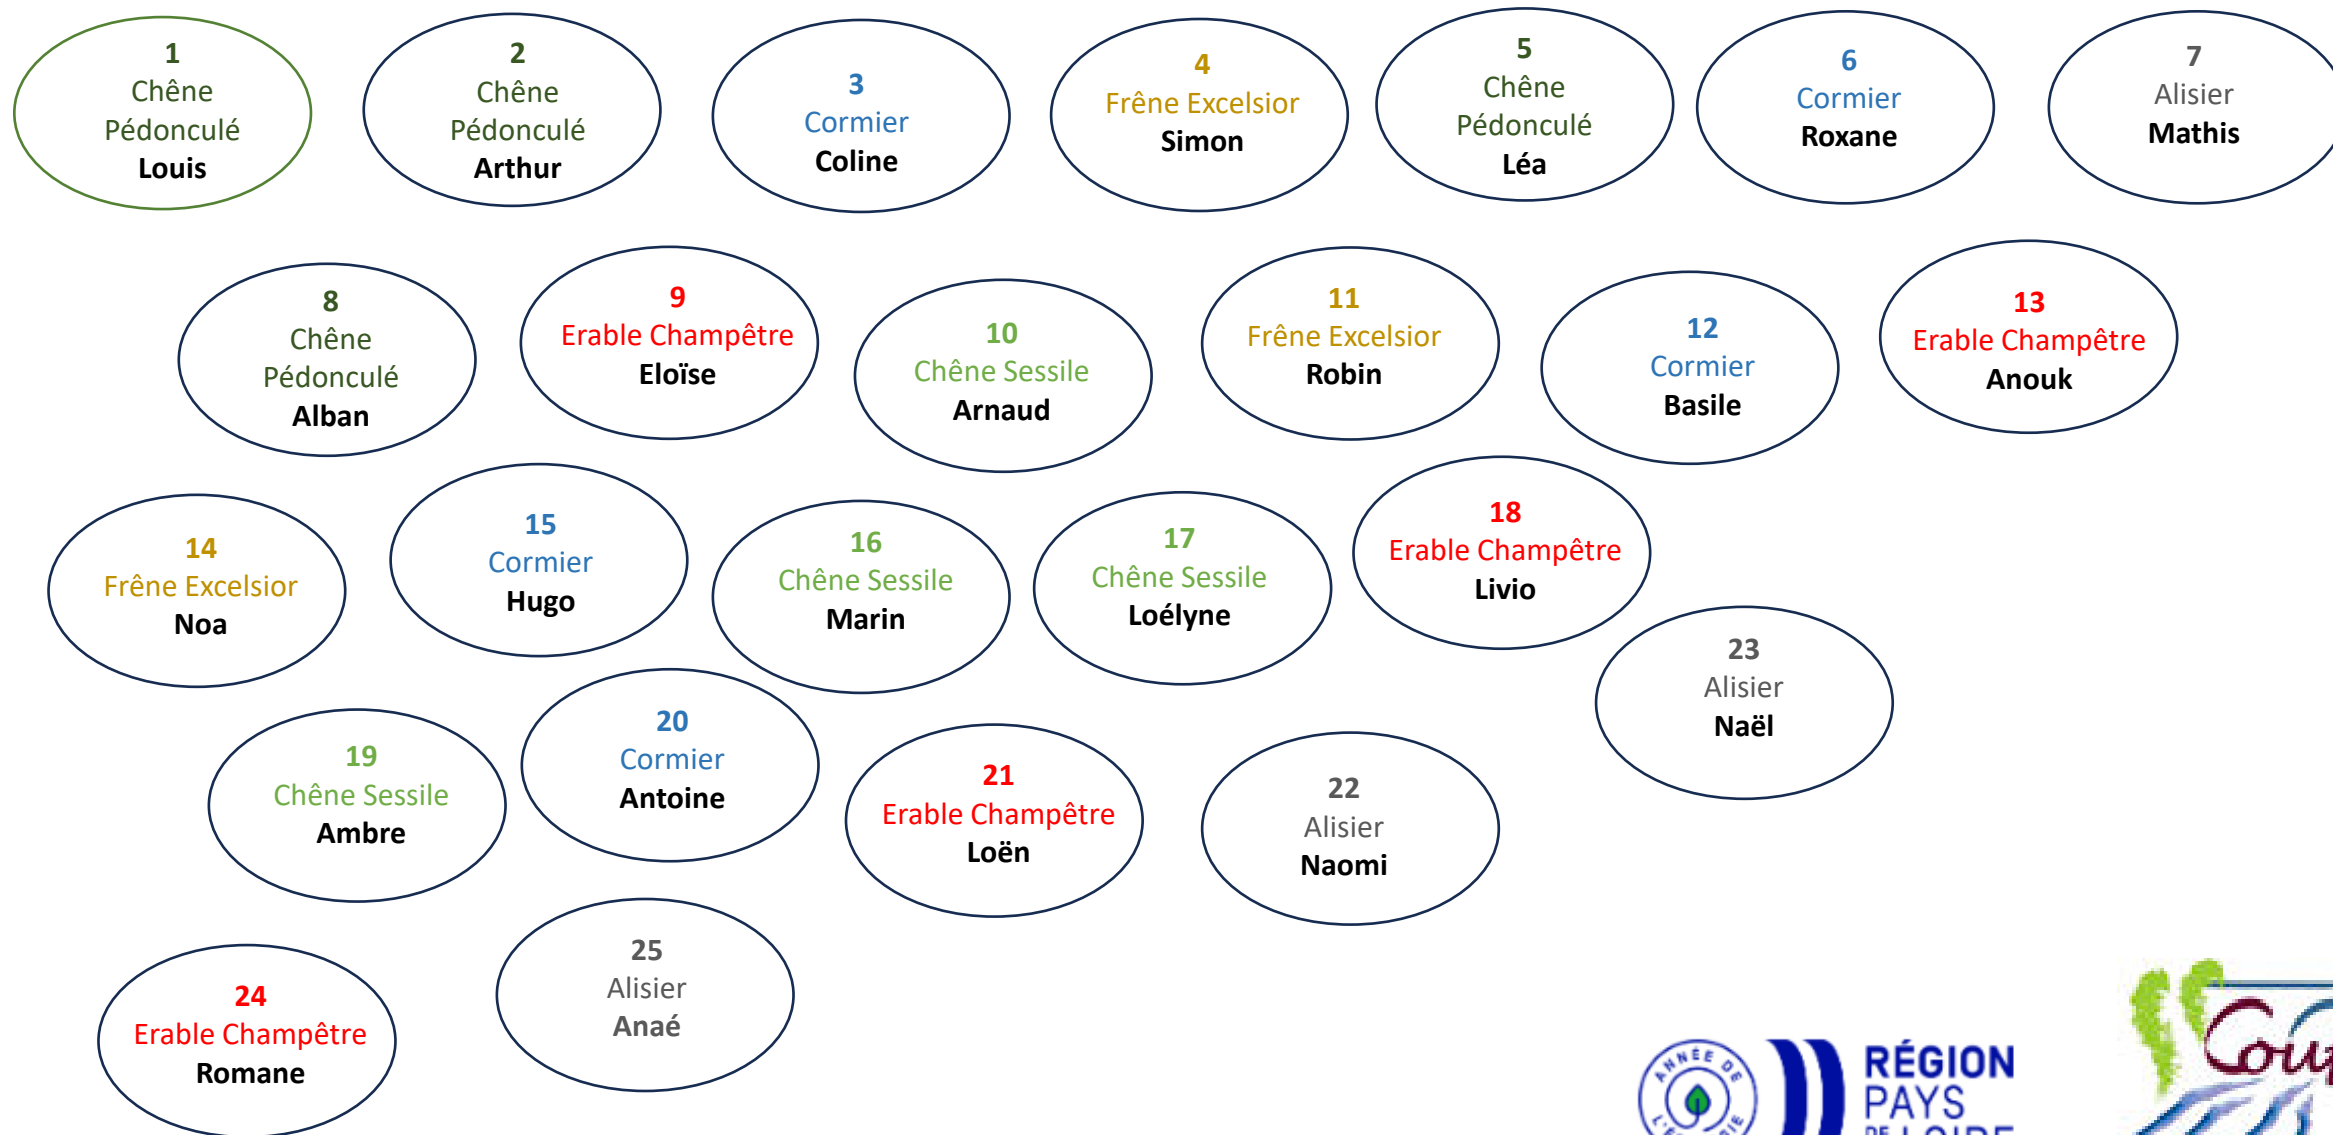 1
Chêne
Pédonculé
Louis
2
Chêne
Pédonculé
Arthur
3
Cormier
Coline
4
Frêne Excelsior
Simon
5
Chêne
Pédonculé
Léa
6
Cormier
Roxane
7
Alisier
Mathis
8
Chêne
Pédonculé
Alban
9
Erable Champêtre
Eloïse
10
Chêne Sessile
Arnaud
11
Frêne Excelsior
Robin
12
Cormier
Basile
13
Erable Champêtre
Anouk
14
Frêne Excelsior
Noa
15
Cormier
Hugo
16
Chêne Sessile
Marin
17
Chêne Sessile
Loélyne
18
Erable Champêtre
Livio
19
Chêne Sessile
Ambre
20
Cormier
Antoine
21
Erable Champêtre
Loën
22
Alisier
Naomi
23
Alisier
Naël
24
Erable Champêtre
Romane
25
Alisier
Anaé
ANNÉE DE
RÉGION
PAYS
DE LOIRE